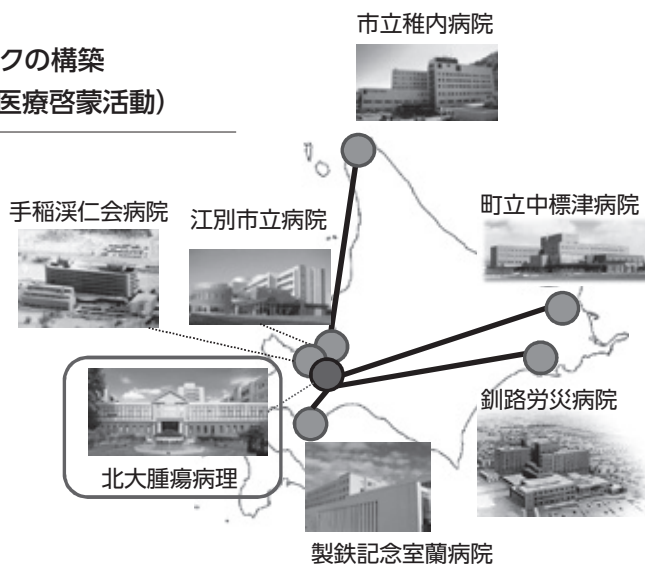 クの構築
医療啓蒙活動）
市立稚内病院
手稲渓仁会病院
江別市立病院
町立中標津病院
北大腫瘍病理
釧路労災病院
製鉄記念室蘭病院